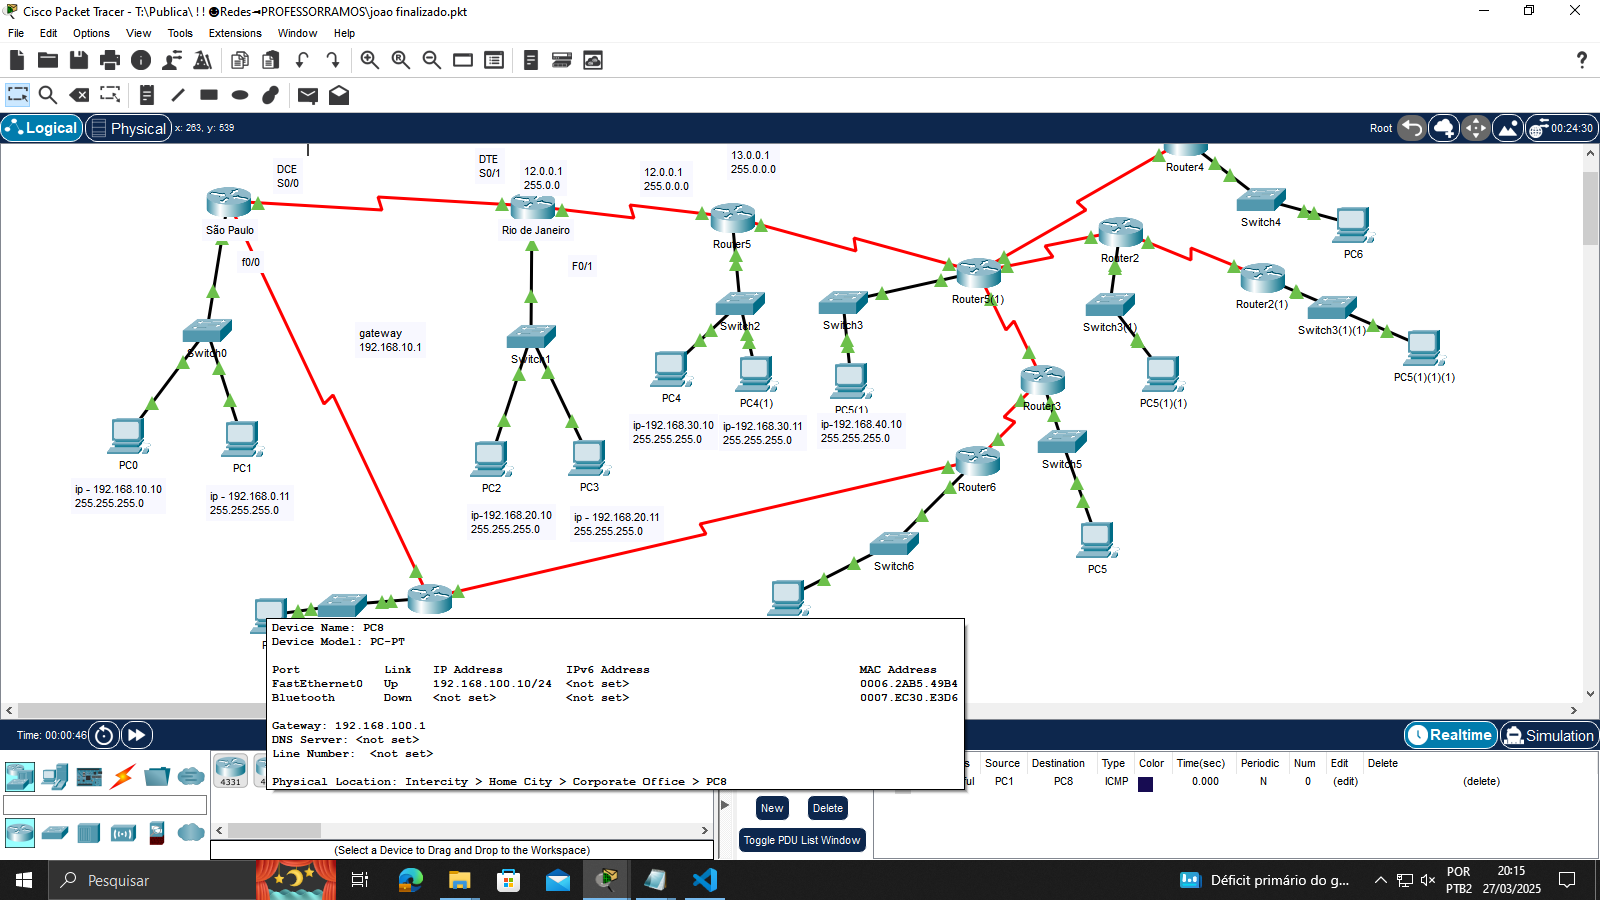 Cisco Packet Tracer - T:\Publica\ ! ! ☻Redes◄PROFESSORRAMOS\joao finalizado.pkt
File Edit Options View Tools Extensions Window Help
Logical
Physical
x: 263, y: 539
Root
00:24:30
DCE
S0/0
DTE
S0/1
12.0.0.1
255.0.0
12.0.0.1
255.0.0.0
13.0.0.1
255.0.0.0
São Paulo
Rio de Janeiro
Router5
Router4
Switch4
PC6
Router2
Router2(1)
Router5(1)
f0/0
F0/1
gateway
192.168.10.1
Switch0
Switch1
Switch2
Switch3
Switch3(1)
Switch3(1)(1)
PC4
PC4(1)
PC5(1)
PC5(1)(1)
PC5(1)(1)(1)
Router3
ip-192.168.30.10
255.255.255.0
ip-192.168.30.11
255.255.255.0
ip-192.168.40.10
255.255.255.0
PC0
PC1
PC2
PC3
Router6
Switch5
ip - 192.168.10.10
255.255.255.0
ip - 192.168.0.11
255.255.255.0
ip-192.168.20.10
255.255.255.0
ip - 192.168.20.11
255.255.255.0
Switch6
PC5
Device Name: PC8
Device Model: PC-PT
Port Link IP Address IPv6 Address MAC Address
FastEthernet0 Up 192.168.100.10/24 <not set> 0006.2AB5.49B4
Bluetooth Down <not set> <not set> 0007.EC30.E3D6
Gateway: 192.168.100.1
DNS Server: <not set>
Line Number: <not set>
Physical Location: Intercity > Home City > Corporate Office > PC8
Time: 00:00:46
Realtime
Simulation
4331
s Source Destination Type Color Time(sec) Periodic Num Edit Delete
ful PC1 PC8 ICMP 0.000 N 0 (edit) (delete)
New
Delete
Toggle PDU List Window
(Select a Device to Drag and Drop to the Workspace)
Pesquisar
Déficit primário do g...
POR
PTB2
20:15
27/03/2025